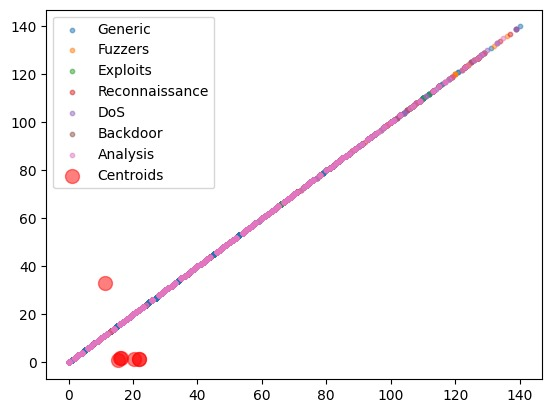 Generic
Fuzzers
Exploits
Reconnaissance
DoS
Backdoor
Analysis
Centroids
140
120
100
80
60
40
20
0
0 20 40 60 80 100 120 140